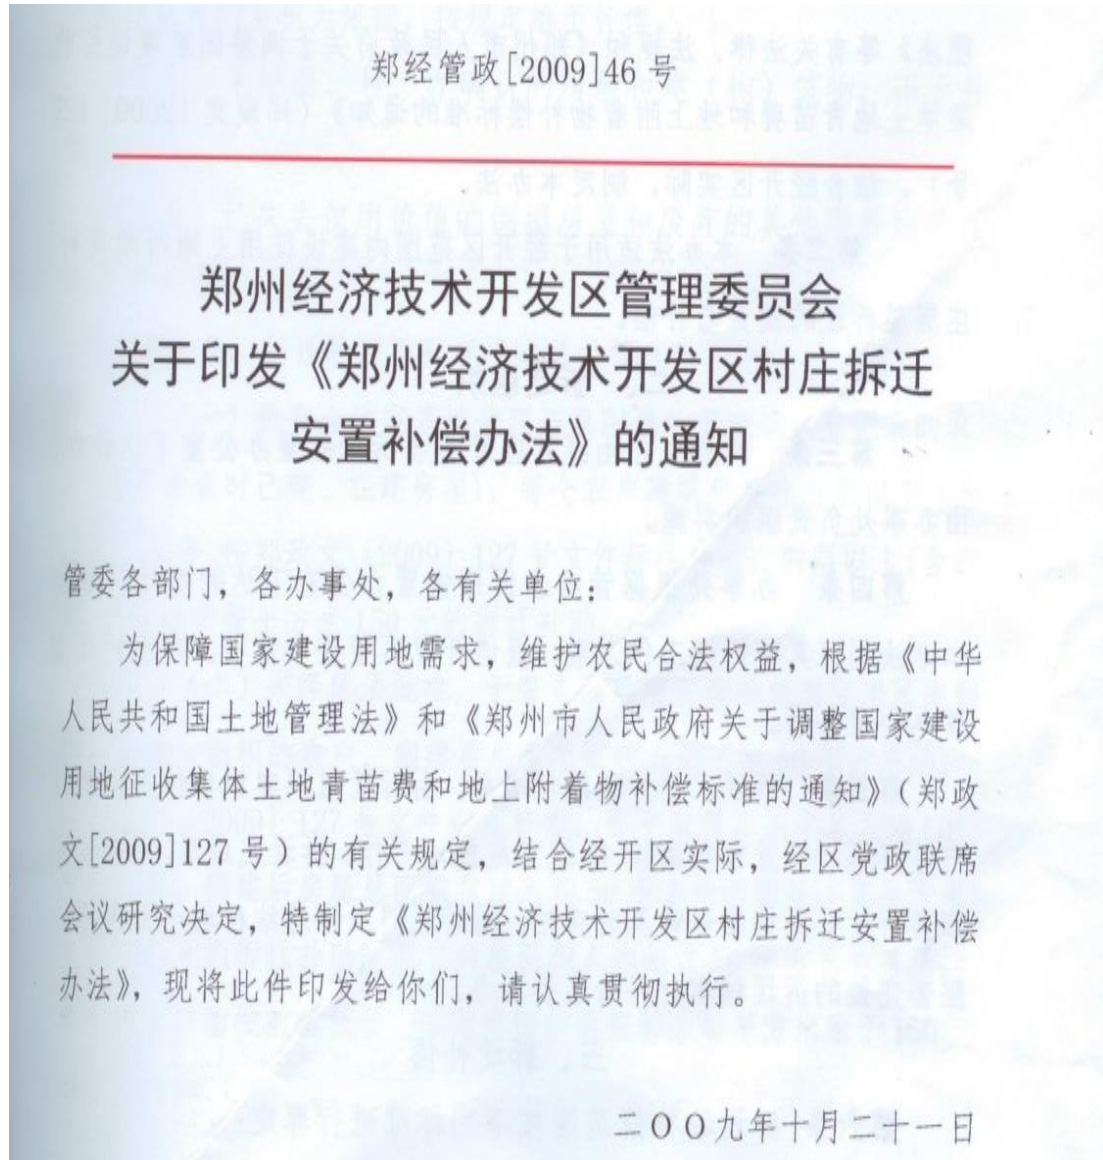 郑经管政[2009]46 号
郑州经济技术开发区管理委员会
关于印发《郑州经济技术开发区村庄拆迁
安置补偿办法》的通知
管委各部门，各办事处，各有关单位：
为保障国家建设用地需求，维护农民合法权益，根据《中华
人民共和国土地管理法》和《郑州市人民政府关于调整国家建设
用地征收集体土地青苗费和地上附着物补偿标准的通知》（郑政
文[2009]127 号）的有关规定，结合经开区实际，经区党政联席
会议研究决定，特制定《郑州经济技术开发区村庄拆迁安置补偿
办法》，现将此件印发给你们，请认真贯彻执行。
二〇〇九年十月二十一日